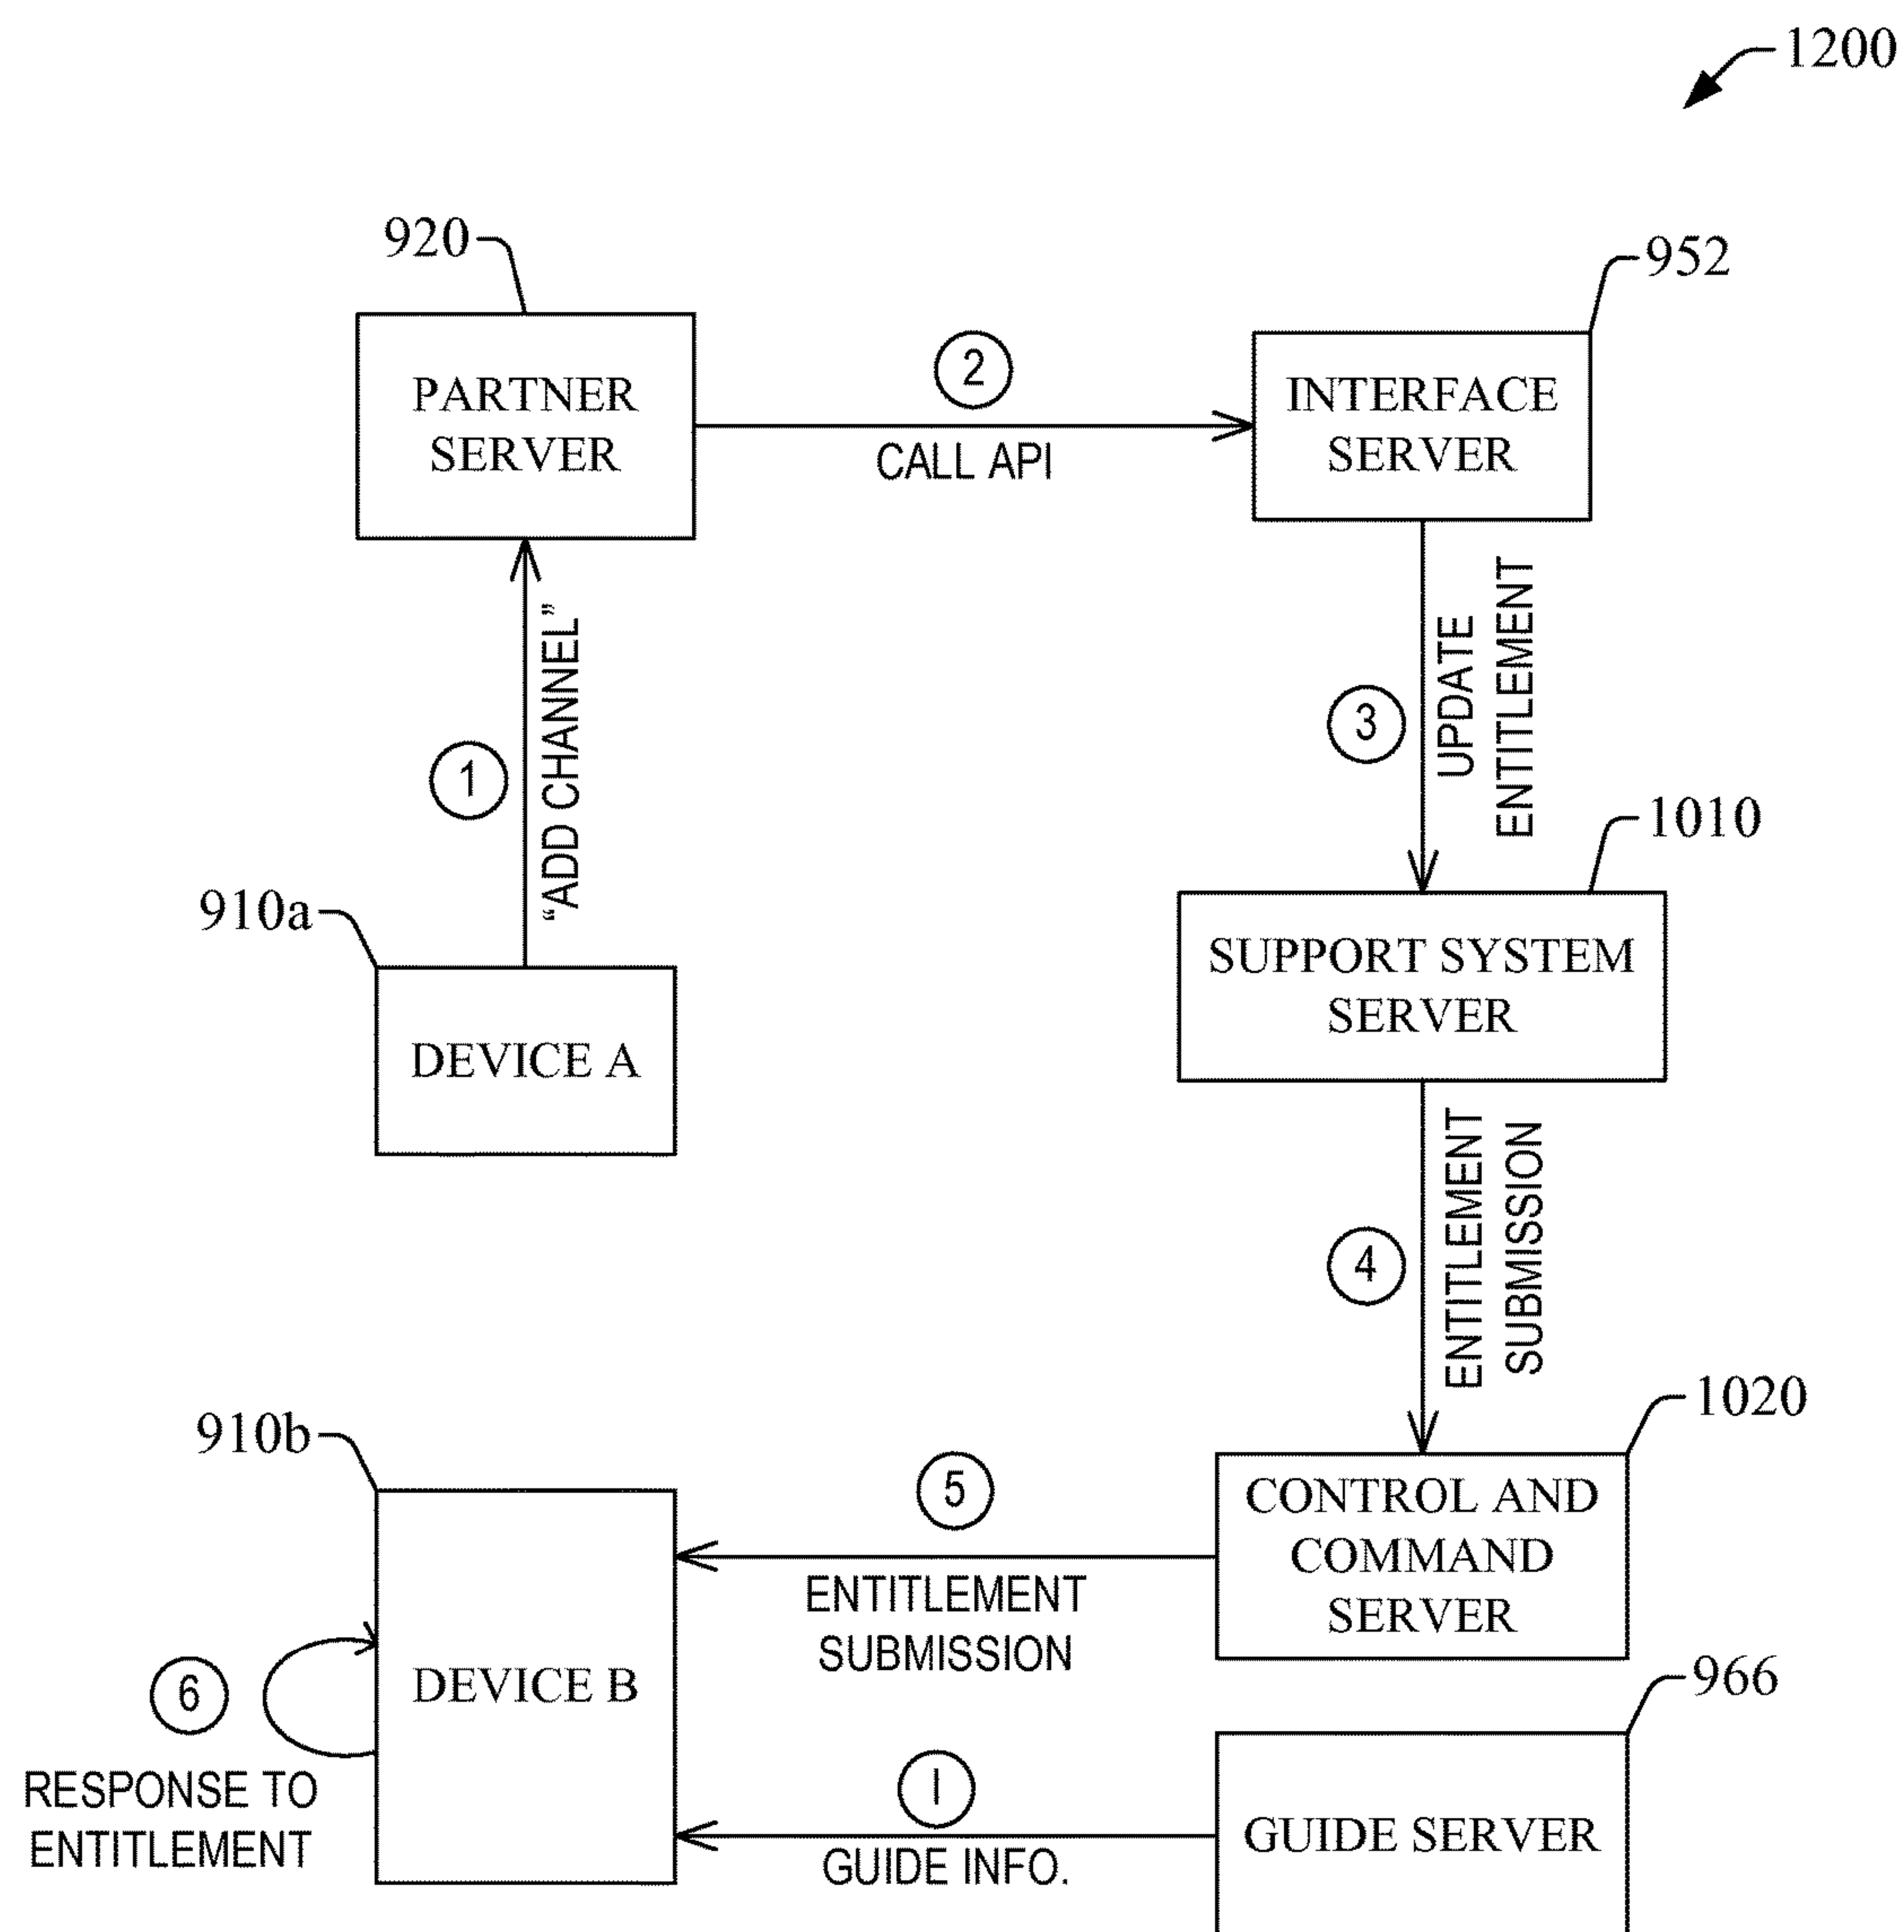 1200
920
952
PARTNER
SERVER
2
CALL API
INTERFACE
SERVER
1
“ADD CHANNEL”
3
UPDATE
ENTITLEMENT
910a
DEVICE A
1010
SUPPORT SYSTEM
SERVER
4
ENTITLEMENT
SUBMISSION
910b
1020
5
ENTITLEMENT
SUBMISSION
CONTROL AND
COMMAND
SERVER
DEVICE B
6
RESPONSE TO
ENTITLEMENT
966
I
GUIDE INFO.
GUIDE SERVER